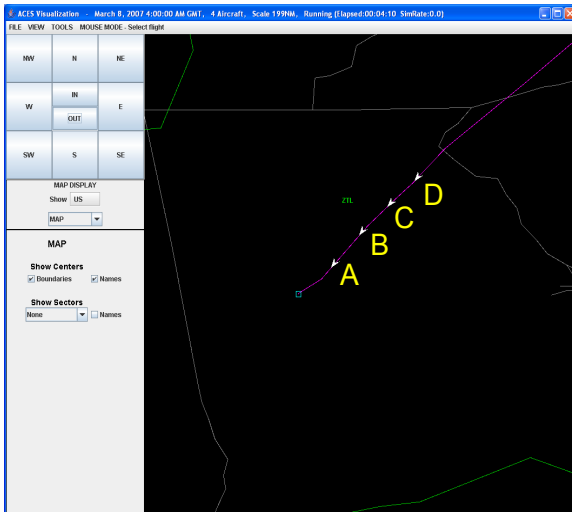 ACES Visualization - March 8, 2007 4:00:00 AM GMT, 4 Aircraft, Scale 199NM, Running (Elapsed:00:04:10 SimRate:0.0)
FILE VIEW TOOLS MOUSE MODE - Select flight
NW N NE
W IN E
OUT
SW S SE
MAP DISPLAY
Show US
MAP
MAP
Show Centers
Boundaries Names
Show Sectors
None Names
ZTL
D
C
B
A